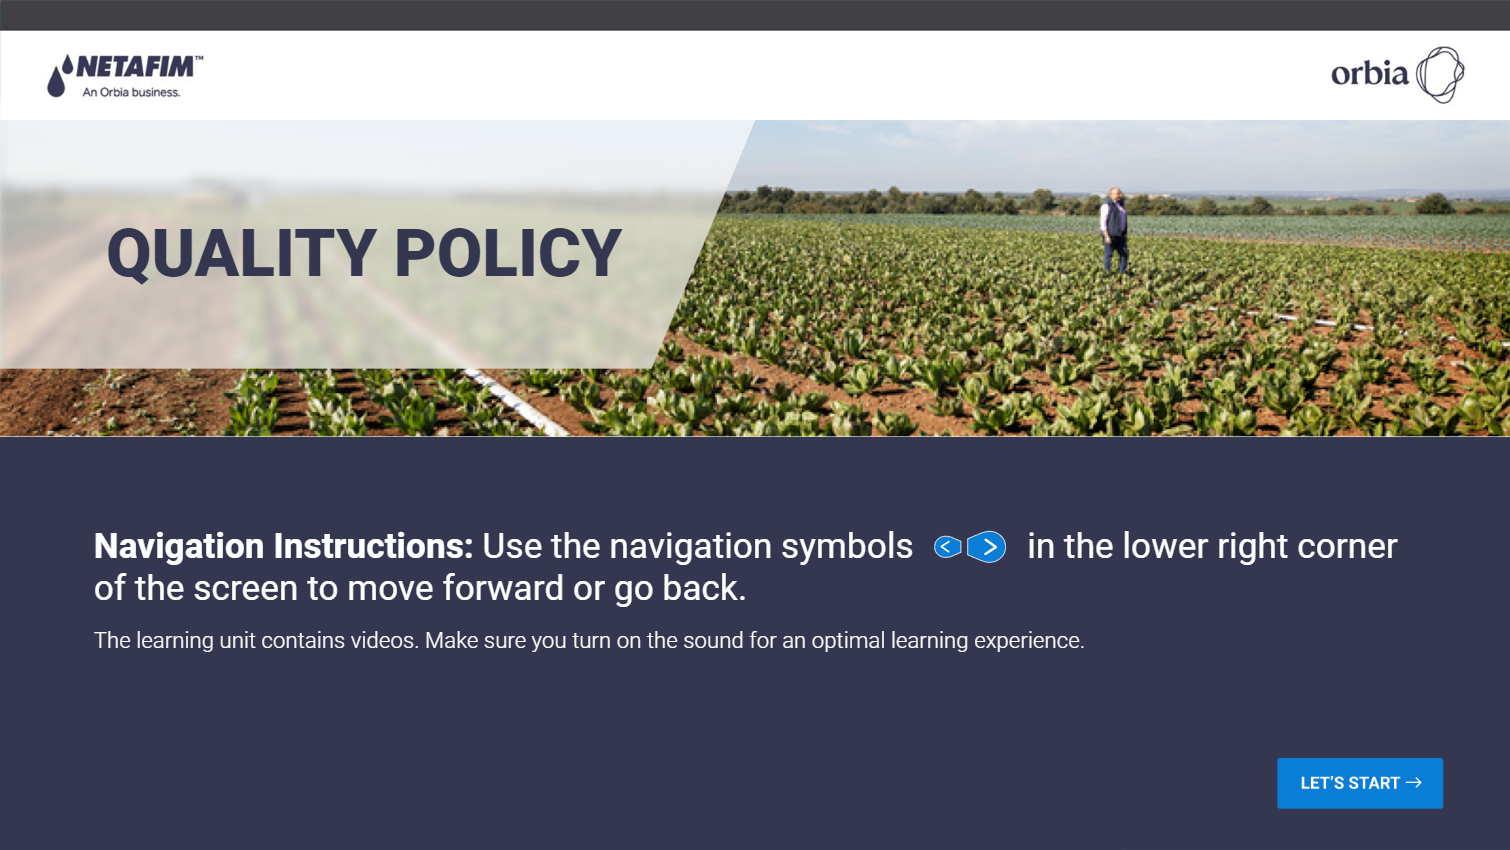 NETAFIM™
An Orbia business.
orbia
QUALITY POLICY
Navigation Instructions: Use the navigation symbols < > in the lower right corner
of the screen to move forward or go back.
The learning unit contains videos. Make sure you turn on the sound for an optimal learning experience.
LET'S START →